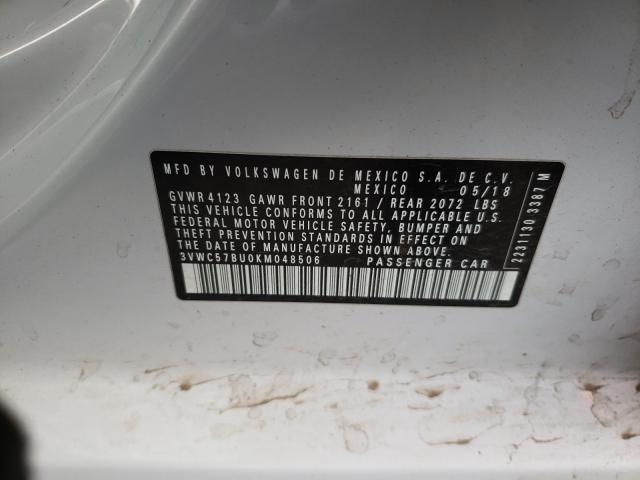 MFD BY VOLKSWAGEN DE MEXICO S.A. DE C.V.
MEXICO 05/18
GVWR 4123 GAWR FRONT 2161 / REAR 2072 LBS
THIS VEHICLE CONFORMS TO ALL APPLICABLE U.S.
FEDERAL MOTOR VEHICLE SAFETY, BUMPER AND
THEFT PREVENTION STANDARDS IN EFFECT ON
THE DATE OF MANUFACTURE SHOWN ABOVE.
3VWC57BU0KM048506 PASSENGER CAR
2231130 3387 M